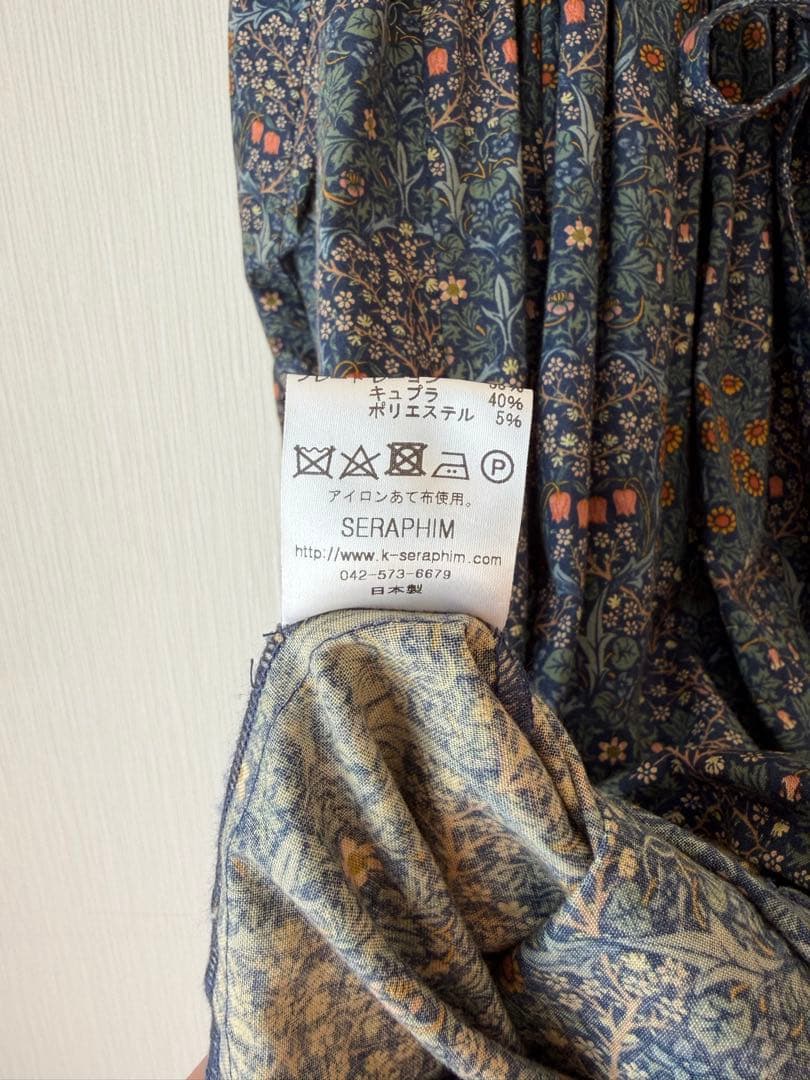 キュプラ 40%
ポリエステル 5%
P
アイロンあて布使用。
SERAPHIM
http://www.k-seraphim.com
042-573-6679
日本製